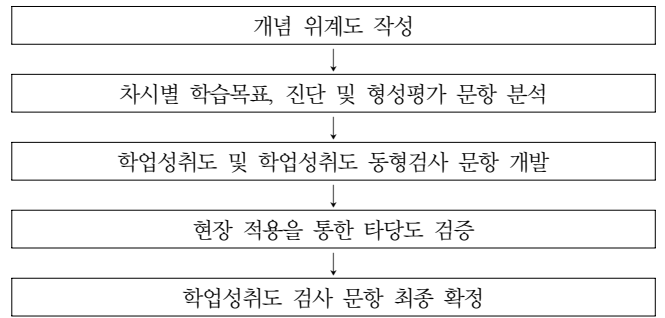 개념 위계도 작성
차시별 학습목표, 진단 및 형성평가 문항 분석
학업성취도 및 학업성취도 동형검사 문항 개발
현장 적용을 통한 타당도 검증
학업성취도 검사 문항 최종 확정